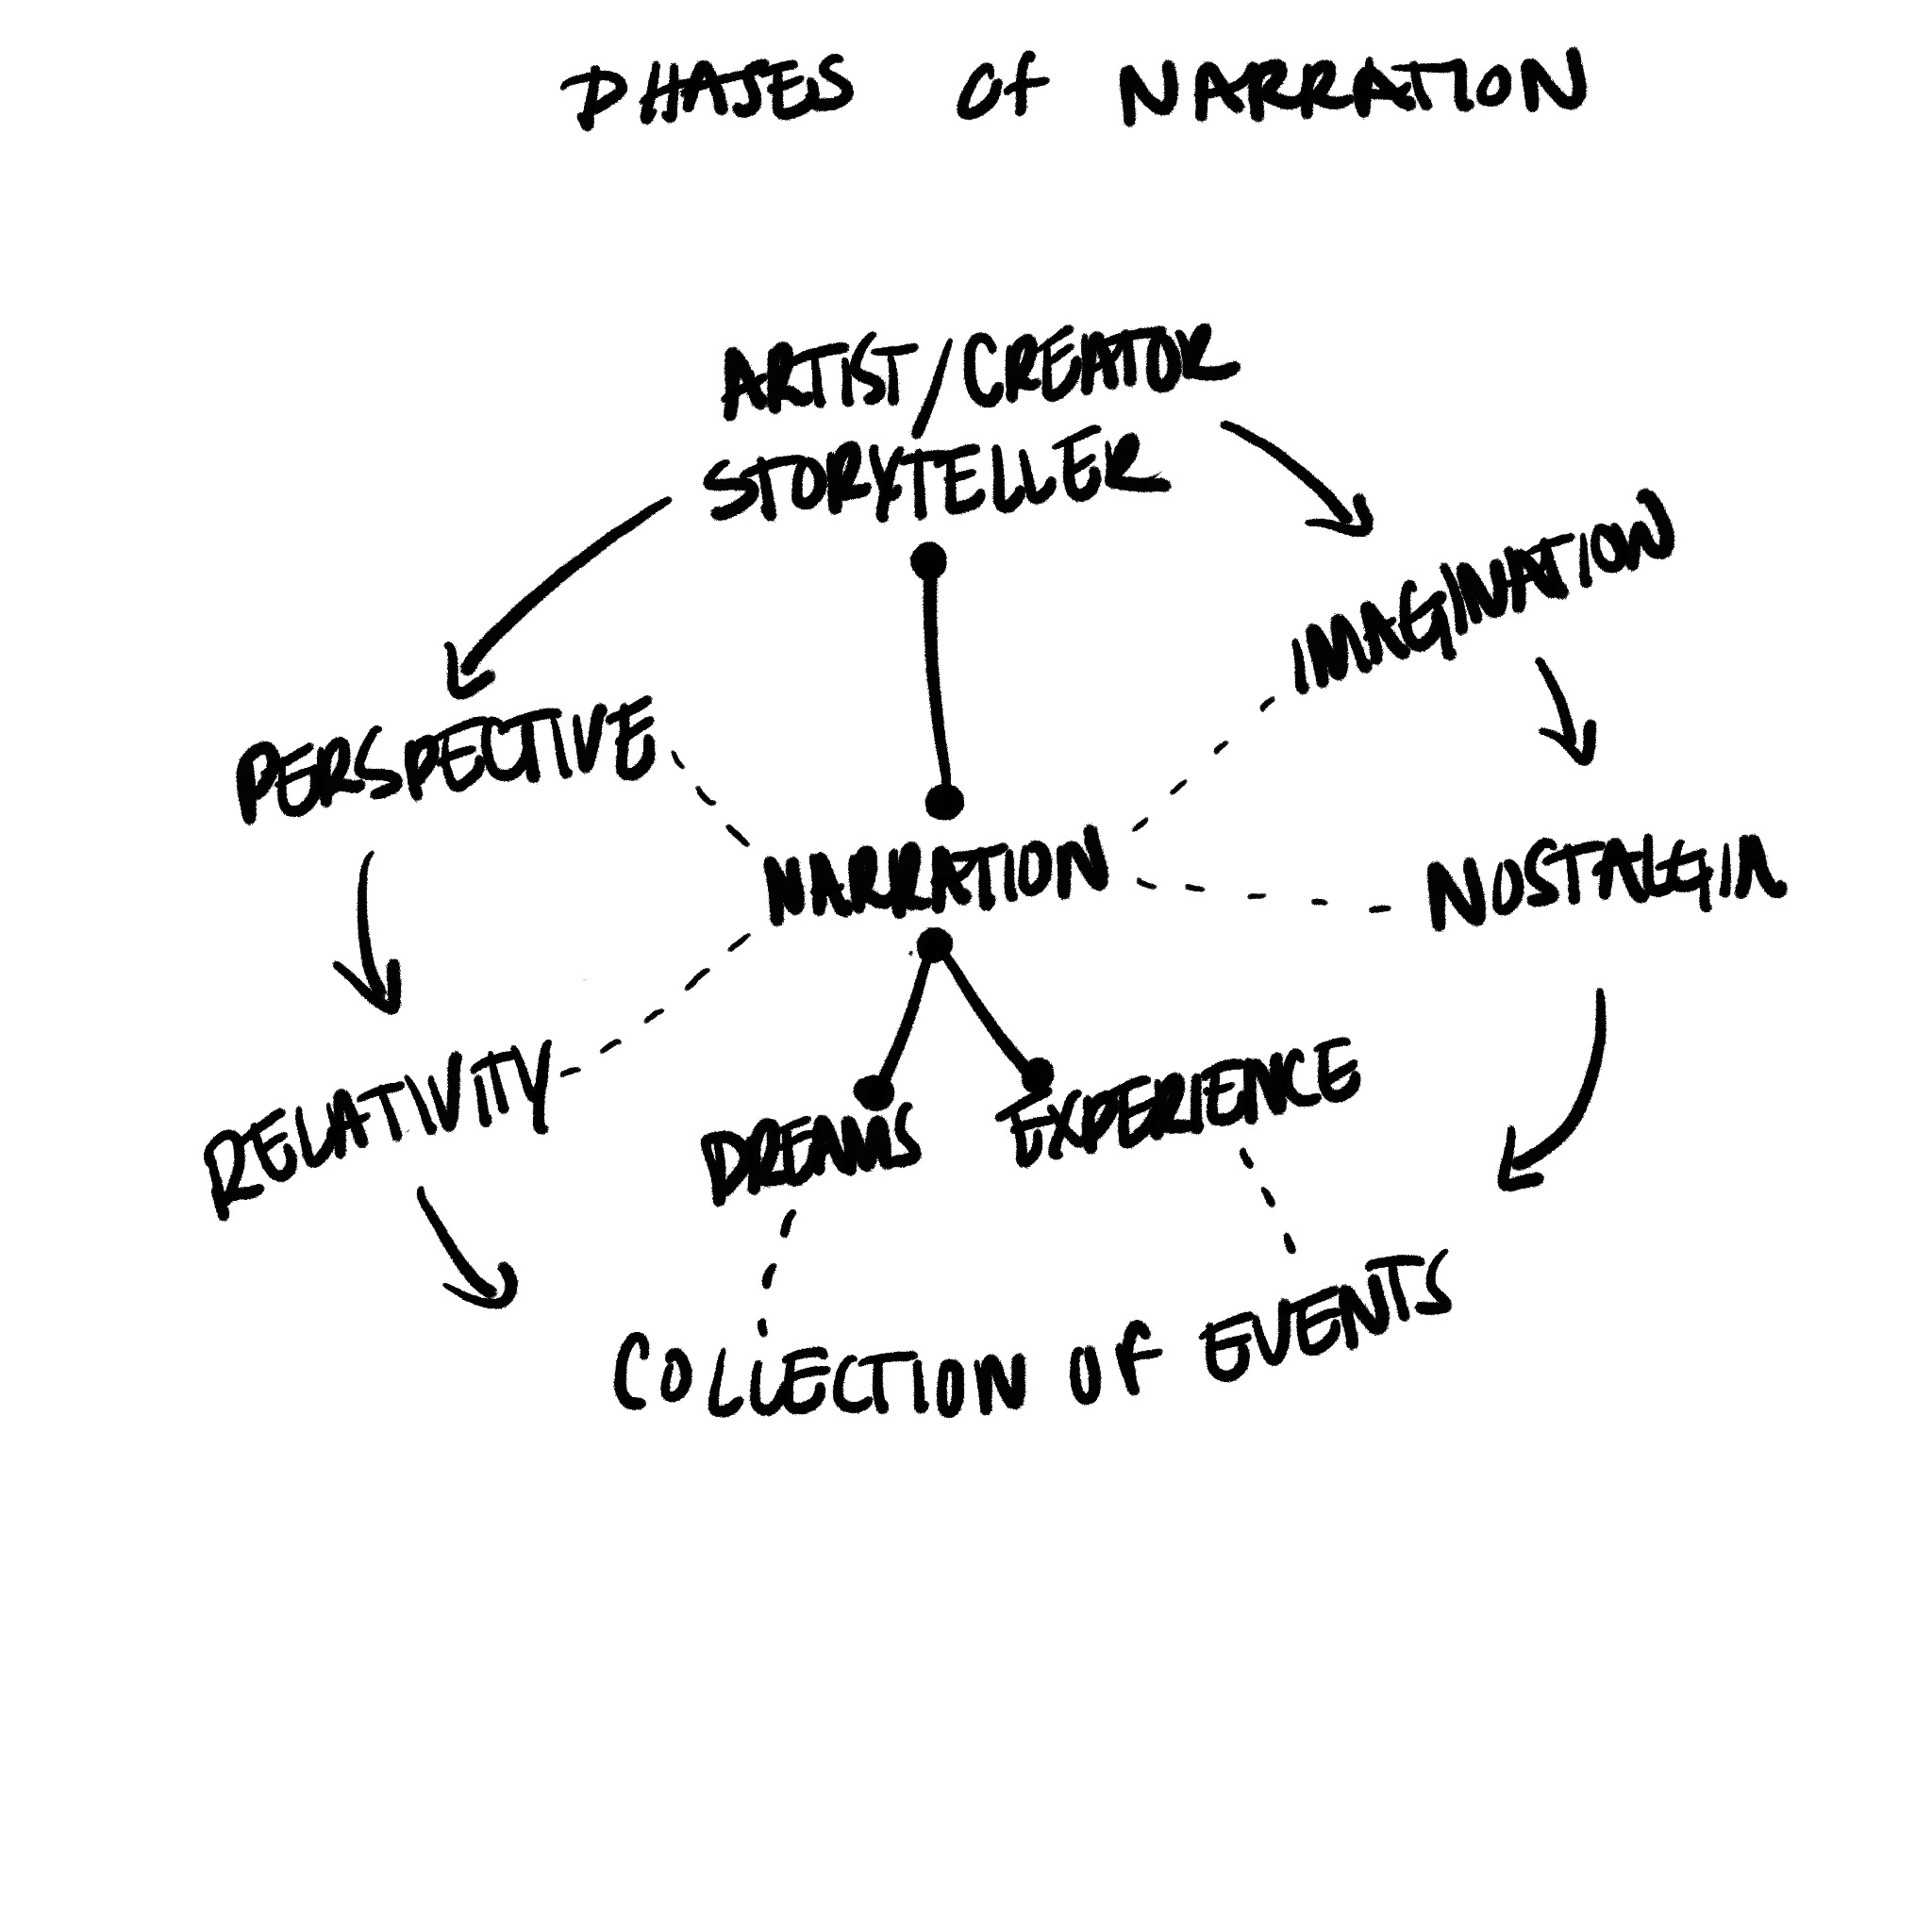 PHASES Of NARRATION
ARTIST/CREATOR
STORYTELLER
IMAGINATION
PERSPECTIVE
NARRATION
NOSTALGIA
RELATIVITY
DREAMS
EXPERIENCE
COLLECTION OF EVENTS